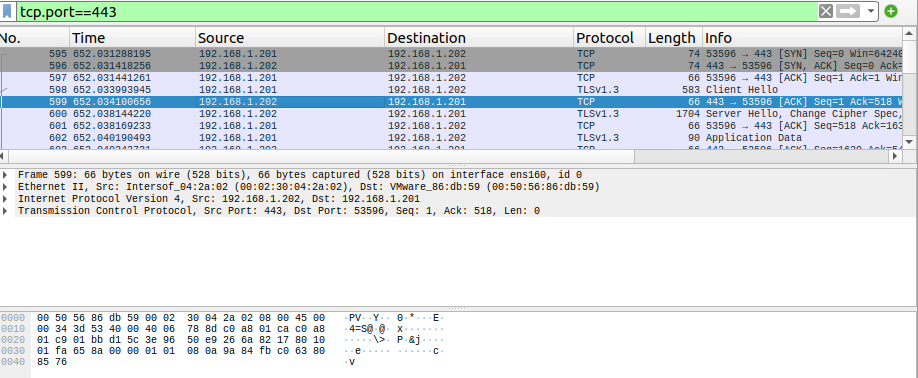 tcp.port==443
No. Time Source Destination Protocol Length Info
595 652.031288195 192.168.1.201 192.168.1.202 TCP 74 53596 → 443 [SYN] Seq=0 Win=64240
596 652.031418256 192.168.1.202 192.168.1.201 TCP 74 443 → 53596 [SYN, ACK] Seq=0 Ack=
597 652.031441261 192.168.1.201 192.168.1.202 TCP 66 53596 → 443 [ACK] Seq=1 Ack=1 Win
598 652.033993945 192.168.1.201 192.168.1.202 TLSv1.3 583 Client Hello
599 652.034100656 192.168.1.202 192.168.1.201 TCP 66 443 → 53596 [ACK] Seq=1 Ack=518 W
600 652.038144220 192.168.1.202 192.168.1.201 TLSv1.3 1704 Server Hello, Change Cipher Spec,
601 652.038169233 192.168.1.201 192.168.1.202 TCP 66 53596 → 443 [ACK] Seq=518 Ack=163
602 652.040190493 192.168.1.202 192.168.1.201 TLSv1.3 90 Application Data
Frame 599: 66 bytes on wire (528 bits), 66 bytes captured (528 bits) on interface ens160, id 0
Ethernet II, Src: Intersof_04:2a:02 (00:02:30:04:2a:02), Dst: VMware_86:db:59 (00:50:56:86:db:59)
Internet Protocol Version 4, Src: 192.168.1.202, Dst: 192.168.1.201
Transmission Control Protocol, Src Port: 443, Dst Port: 53596, Seq: 1, Ack: 518, Len: 0
0000 00 50 56 86 db 59 00 02 30 04 2a 02 08 00 45 00 ·PV··Y··0·*···E·
0010 00 34 3d 53 40 00 40 06 78 8d c0 a8 01 ca c0 a8 ·4=S@·@·x·······
0020 01 c9 01 bb d1 5c 3e 96 50 e9 26 6a 82 17 80 10 ·····\>·P·&j····
0030 01 fa 65 8a 00 00 01 01 08 0a 9a 84 fb c0 63 80 ··e···········c·
0040 85 76 ·v